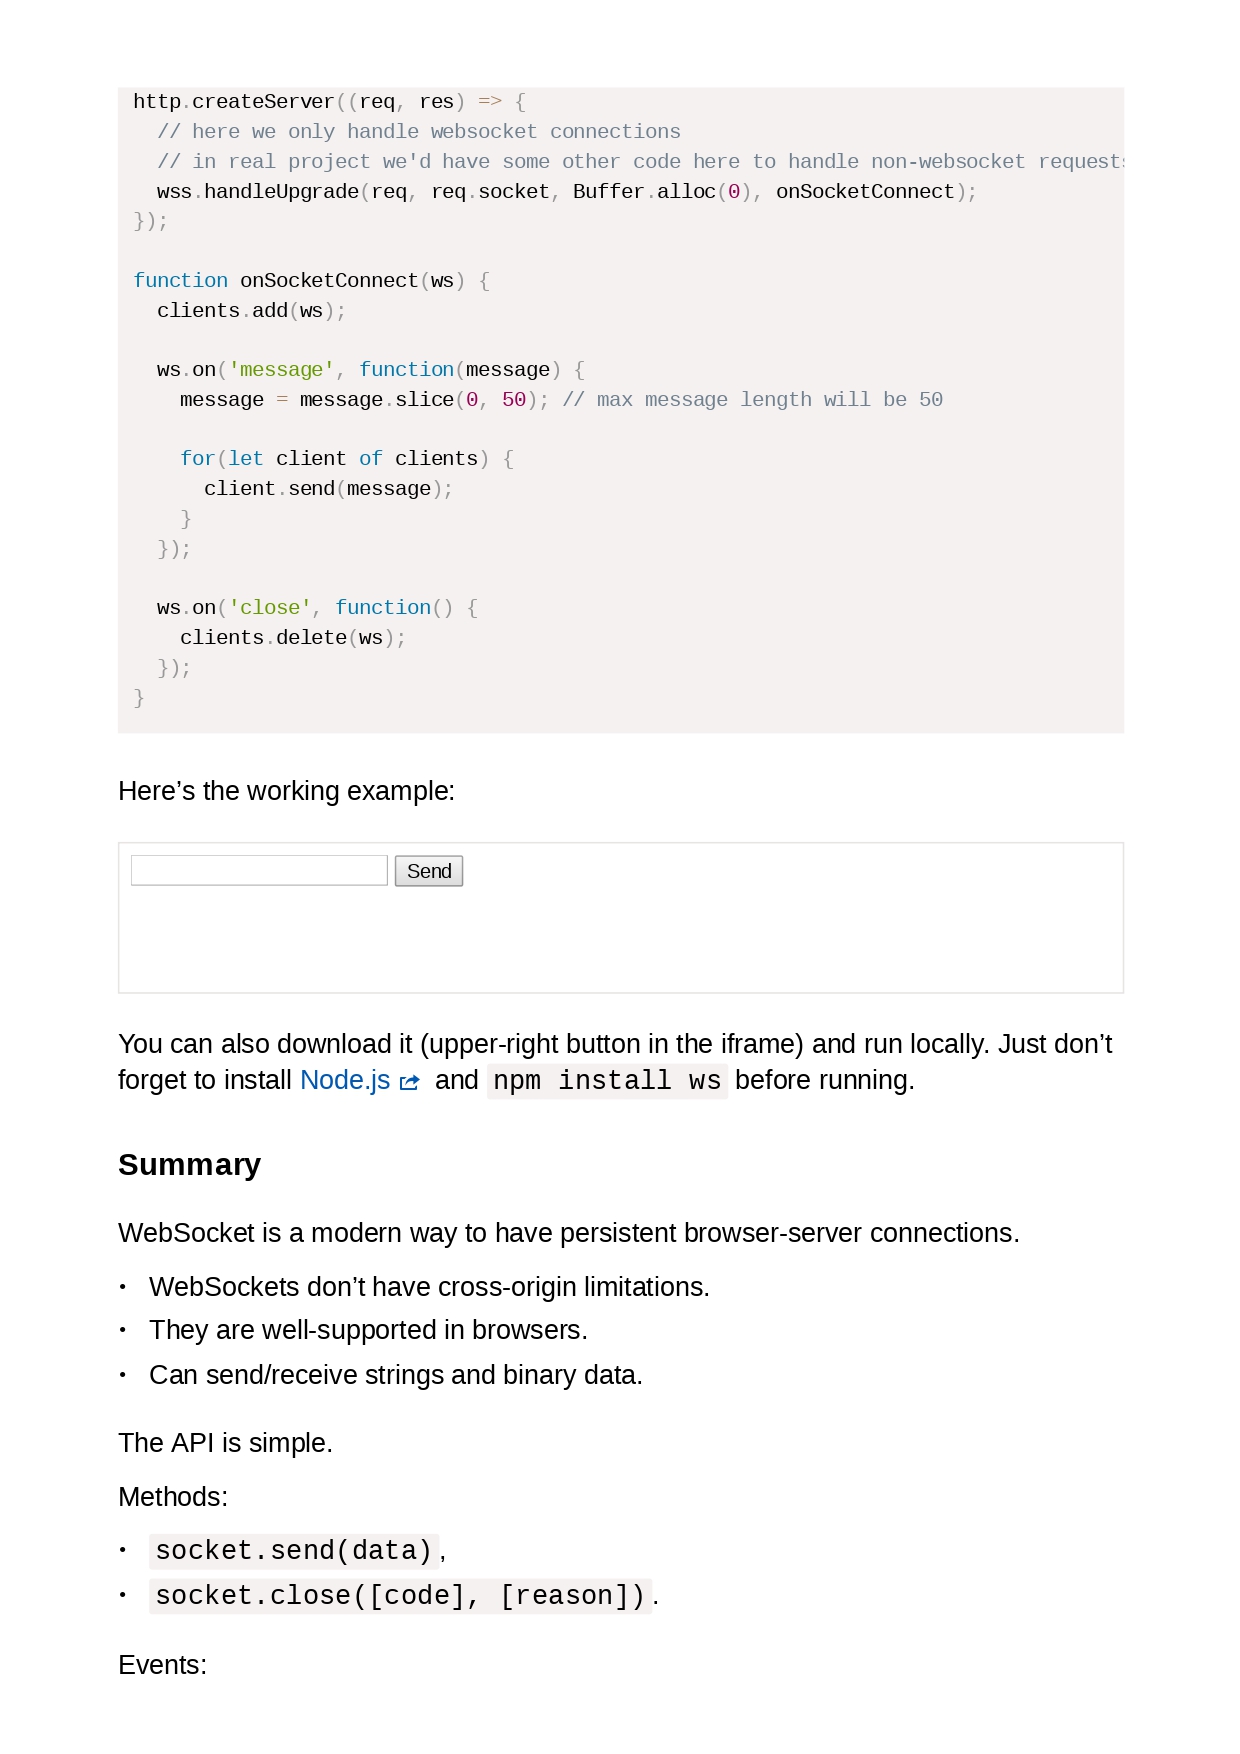 http.createServer((req, res) => {
  // here we only handle websocket connections
  // in real project we'd have some other code here to handle non-websocket requests
  wss.handleUpgrade(req, req.socket, Buffer.alloc(0), onSocketConnect);
});

function onSocketConnect(ws) {
  clients.add(ws);

  ws.on('message', function(message) {
    message = message.slice(0, 50); // max message length will be 50

    for(let client of clients) {
      client.send(message);
    }
  });

  ws.on('close', function() {
    clients.delete(ws);
  });
}
Here’s the working example:
Send
You can also download it (upper-right button in the iframe) and run locally. Just don’t
forget to install Node.js and npm install ws before running.
Summary
WebSocket is a modern way to have persistent browser-server connections.
• WebSockets don’t have cross-origin limitations.
• They are well-supported in browsers.
• Can send/receive strings and binary data.
The API is simple.
Methods:
• socket.send(data),
• socket.close([code], [reason]).
Events: